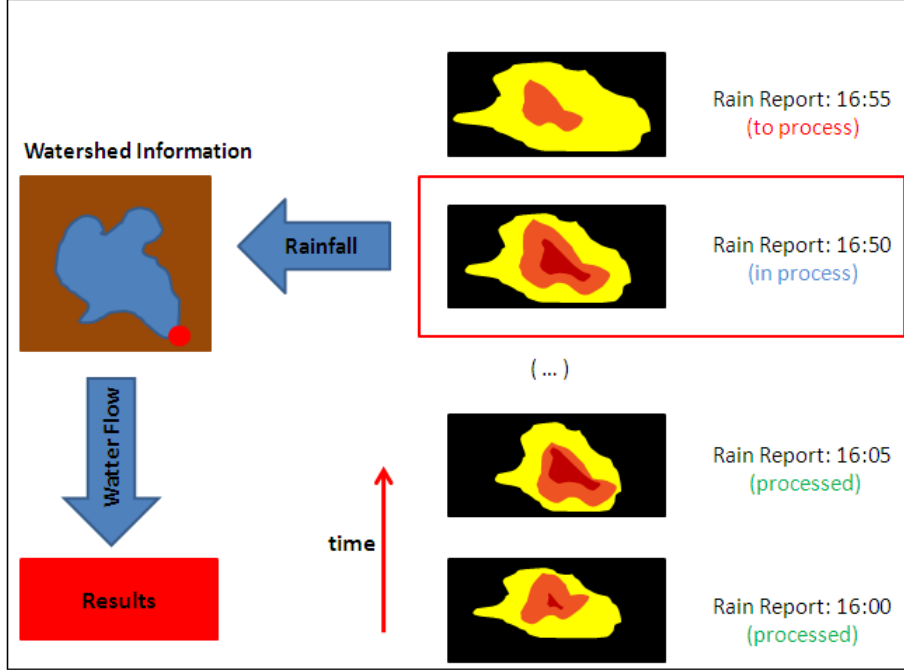 Rain Report: 16:55
(to process)
Watershed Information
Rainfall
Rain Report: 16:50
(in process)
( ... )
Watter Flow
Rain Report: 16:05
(processed)
time
Results
Rain Report: 16:00
(processed)